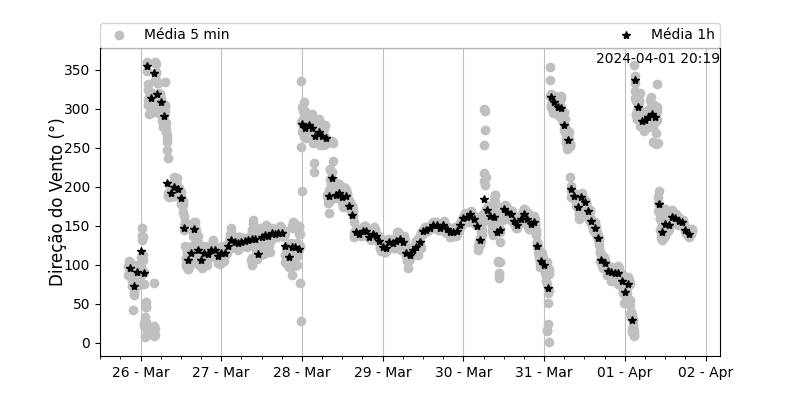 Média 5 min
Média 1h
2024-04-01 20:19
Direção do Vento (°)
350
300
250
200
150
100
50
0
26 - Mar
27 - Mar
28 - Mar
29 - Mar
30 - Mar
31 - Mar
01 - Apr
02 - Apr